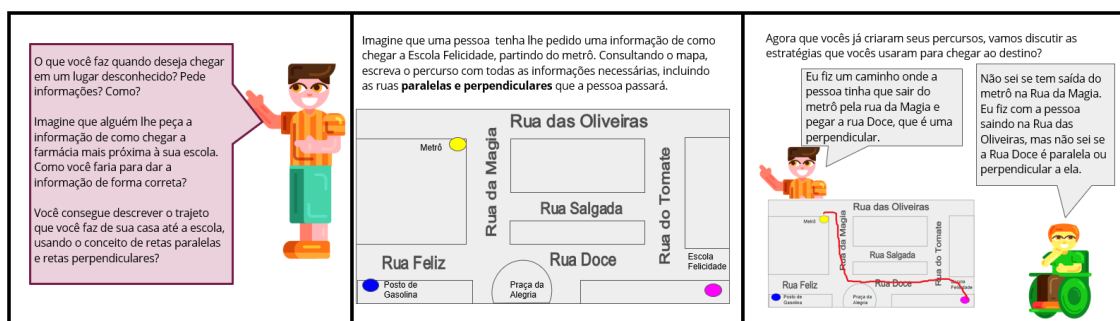 O que você faz quando deseja chegar
em um lugar desconhecido? Pede
informações? Como?
Imagine que alguém lhe peça a
informação de como chegar a
farmácia mais próxima à sua escola.
Como você faria para dar a
informação de forma correta?
Você consegue descrever o trajeto
que você faz de sua casa até a escola,
usando o conceito de retas paralelas
e retas perpendiculares?
Imagine que uma pessoa tenha lhe pedido uma informação de como
chegar a Escola Felicidade, partindo do metrô. Consultando o mapa,
escreva o percurso com todas as informações necessárias, incluindo
as ruas paralelas e perpendiculares que a pessoa passará.
Rua das Oliveiras
Metrô
Rua da Magia
Rua do Tomate
Rua Salgada
Rua Feliz
Rua Doce
Escola
Felicidade
Posto de
Gasolina
Praça da
Alegria
Agora que vocês já criaram seus percursos, vamos discutir as
estratégias que vocês usaram para chegar ao destino?
Eu fiz um caminho onde a
pessoa tinha que sair do
metrô pela rua da Magia e
pegar a rua Doce, que é uma
perpendicular.
Não sei se tem saída do
metrô na Rua da Magia.
Eu fiz com a pessoa
saindo na Rua das
Oliveiras, mas não sei se
a Rua Doce é paralela ou
perpendicular a ela.
Rua das Oliveiras
Metrô
Rua da Magia
Rua do Tomate
Rua Salgada
Rua Feliz
Rua Doce
Escola
Felicidade
Posto de
Gasolina
Praça da
Alegria